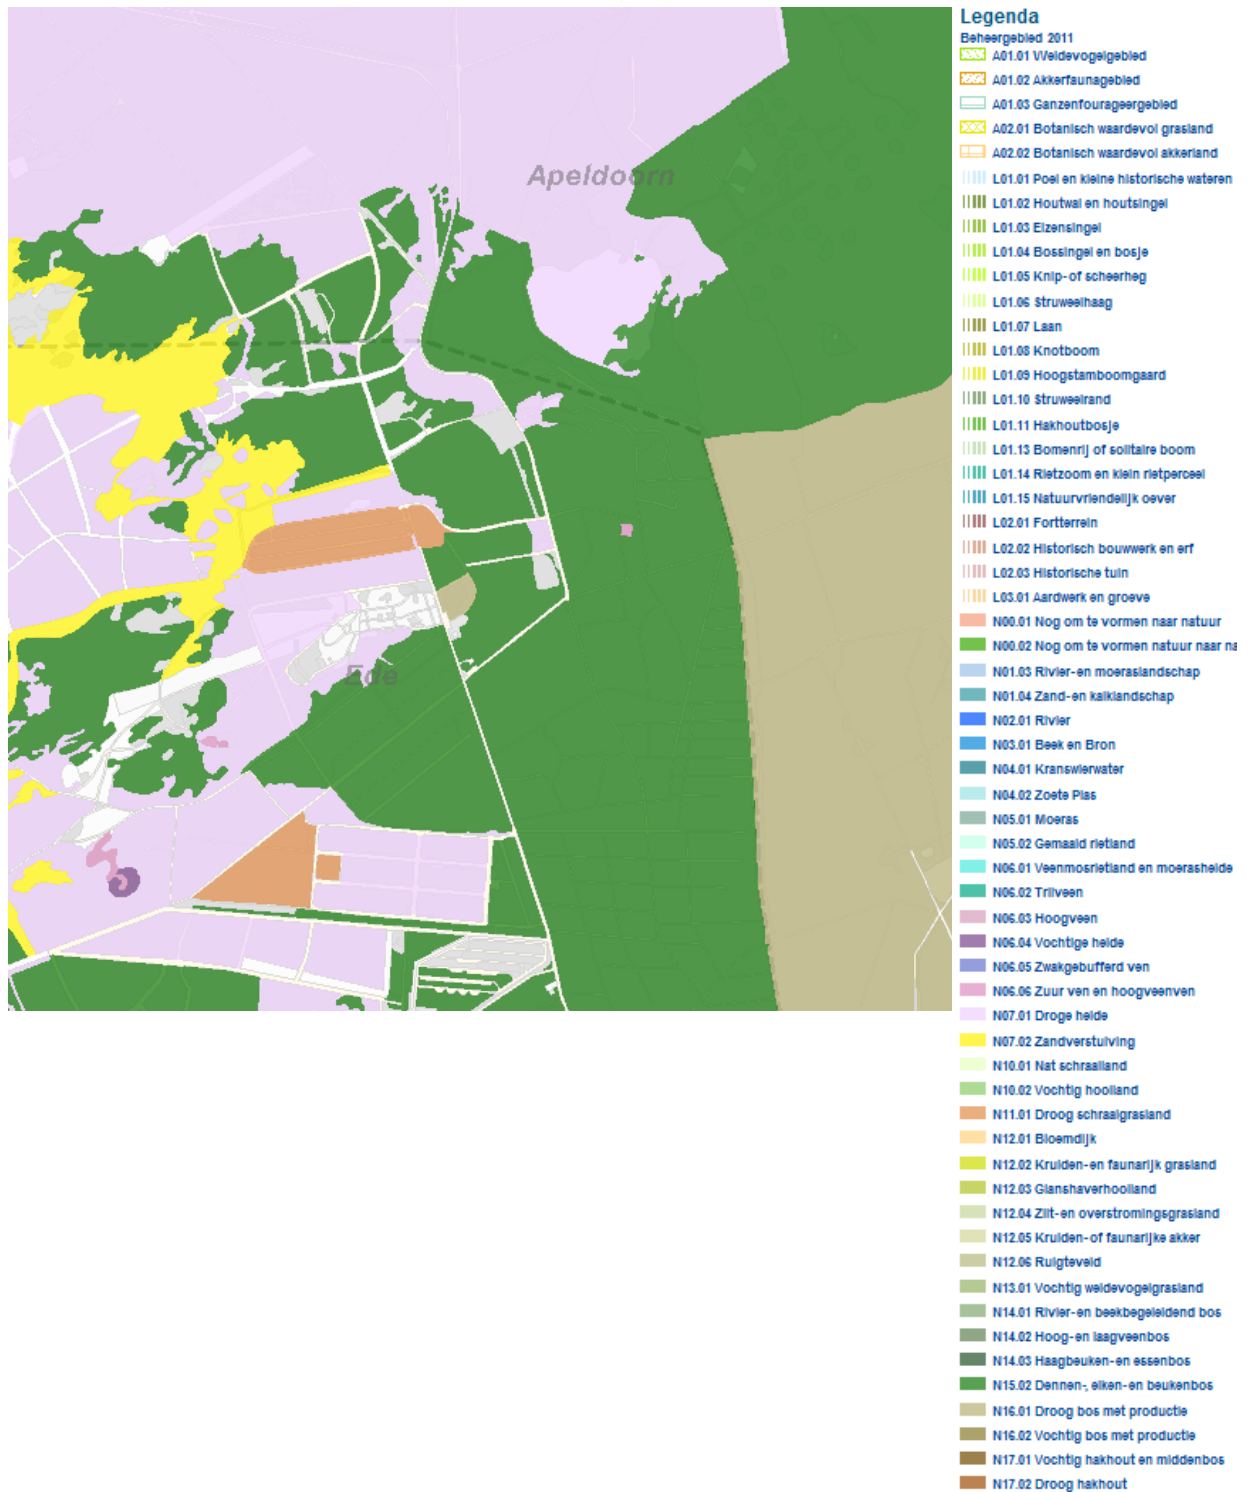 Apeldoorn
Ede
Legenda
Beheergebied 2011
A01.01 Weidevogelgebied
A01.02 Akkerfaunagebied
A01.03 Ganzenfourageergebied
A02.01 Botanisch waardevol grasland
A02.02 Botanisch waardevol akkerland
L01.01 Poel en kleine historische wateren
L01.02 Houtwal en houtsingel
L01.03 Elzensingel
L01.04 Bossingel en bosje
L01.05 Knip- of scheerheg
L01.06 Struweelhaag
L01.07 Laan
L01.08 Knotboom
L01.09 Hoogstamboomgaard
L01.10 Struweelrand
L01.11 Hakhoutbosje
L01.13 Bomenrij of solitaire boom
L01.14 Rietzoom en klein rietperceel
L01.15 Natuurvriendelijk oever
L02.01 Fortterrein
L02.02 Historisch bouwwerk en erf
L02.03 Historische tuin
L03.01 Aardwerk en groeve
N00.01 Nog om te vormen naar natuur
N00.02 Nog om te vormen natuur naar na
N01.03 Rivier- en moeraslandschap
N01.04 Zand- en kalklandschap
N02.01 Rivier
N03.01 Beek en Bron
N04.01 Kranswierwater
N04.02 Zoete Plas
N05.01 Moeras
N05.02 Gemaaid rietland
N06.01 Veenmosrietland en moerasheide
N06.02 Trilveen
N06.03 Hoogveen
N06.04 Vochtige heide
N06.05 Zwakgebufferd ven
N06.06 Zuur ven en hoogveenven
N07.01 Droge heide
N07.02 Zandverstuiving
N10.01 Nat schraalland
N10.02 Vochtig hooiland
N11.01 Droog schraalgrasland
N12.01 Bloemdijk
N12.02 Kruiden- en faunarijk grasland
N12.03 Glanshaverhooiland
N12.04 Zilt- en overstromingsgrasland
N12.05 Kruiden- of faunarijke akker
N12.06 Ruigteveld
N13.01 Vochtig weidevogelgrasland
N14.01 Rivier- en beekbegeleidend bos
N14.02 Hoog- en laagveenbos
N14.03 Haagbeuken- en essenbos
N15.02 Dennen-, eiken- en beukenbos
N16.01 Droog bos met productie
N16.02 Vochtig bos met productie
N17.01 Vochtig hakhout en middenbos
N17.02 Droog hakhout